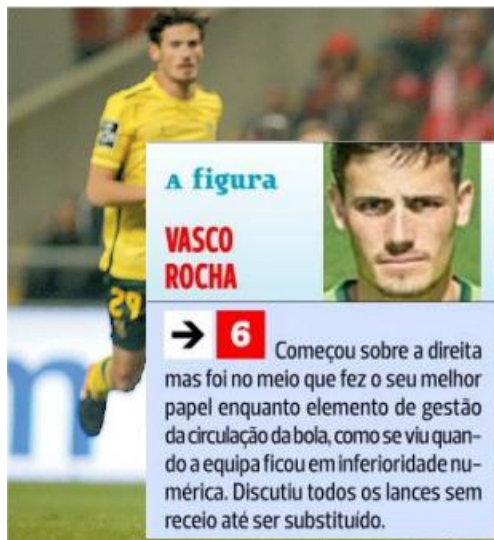 A figura
VASCO
ROCHA
→ 6 Começou sobre a direita
mas foi no meio que fez o seu melhor
papel enquanto elemento de gestão
da circulação da bola, como se viu quan-
do a equipa ficou em inferioridade nu-
mérica. Discutiu todos os lances sem
receio até ser substituído.
29